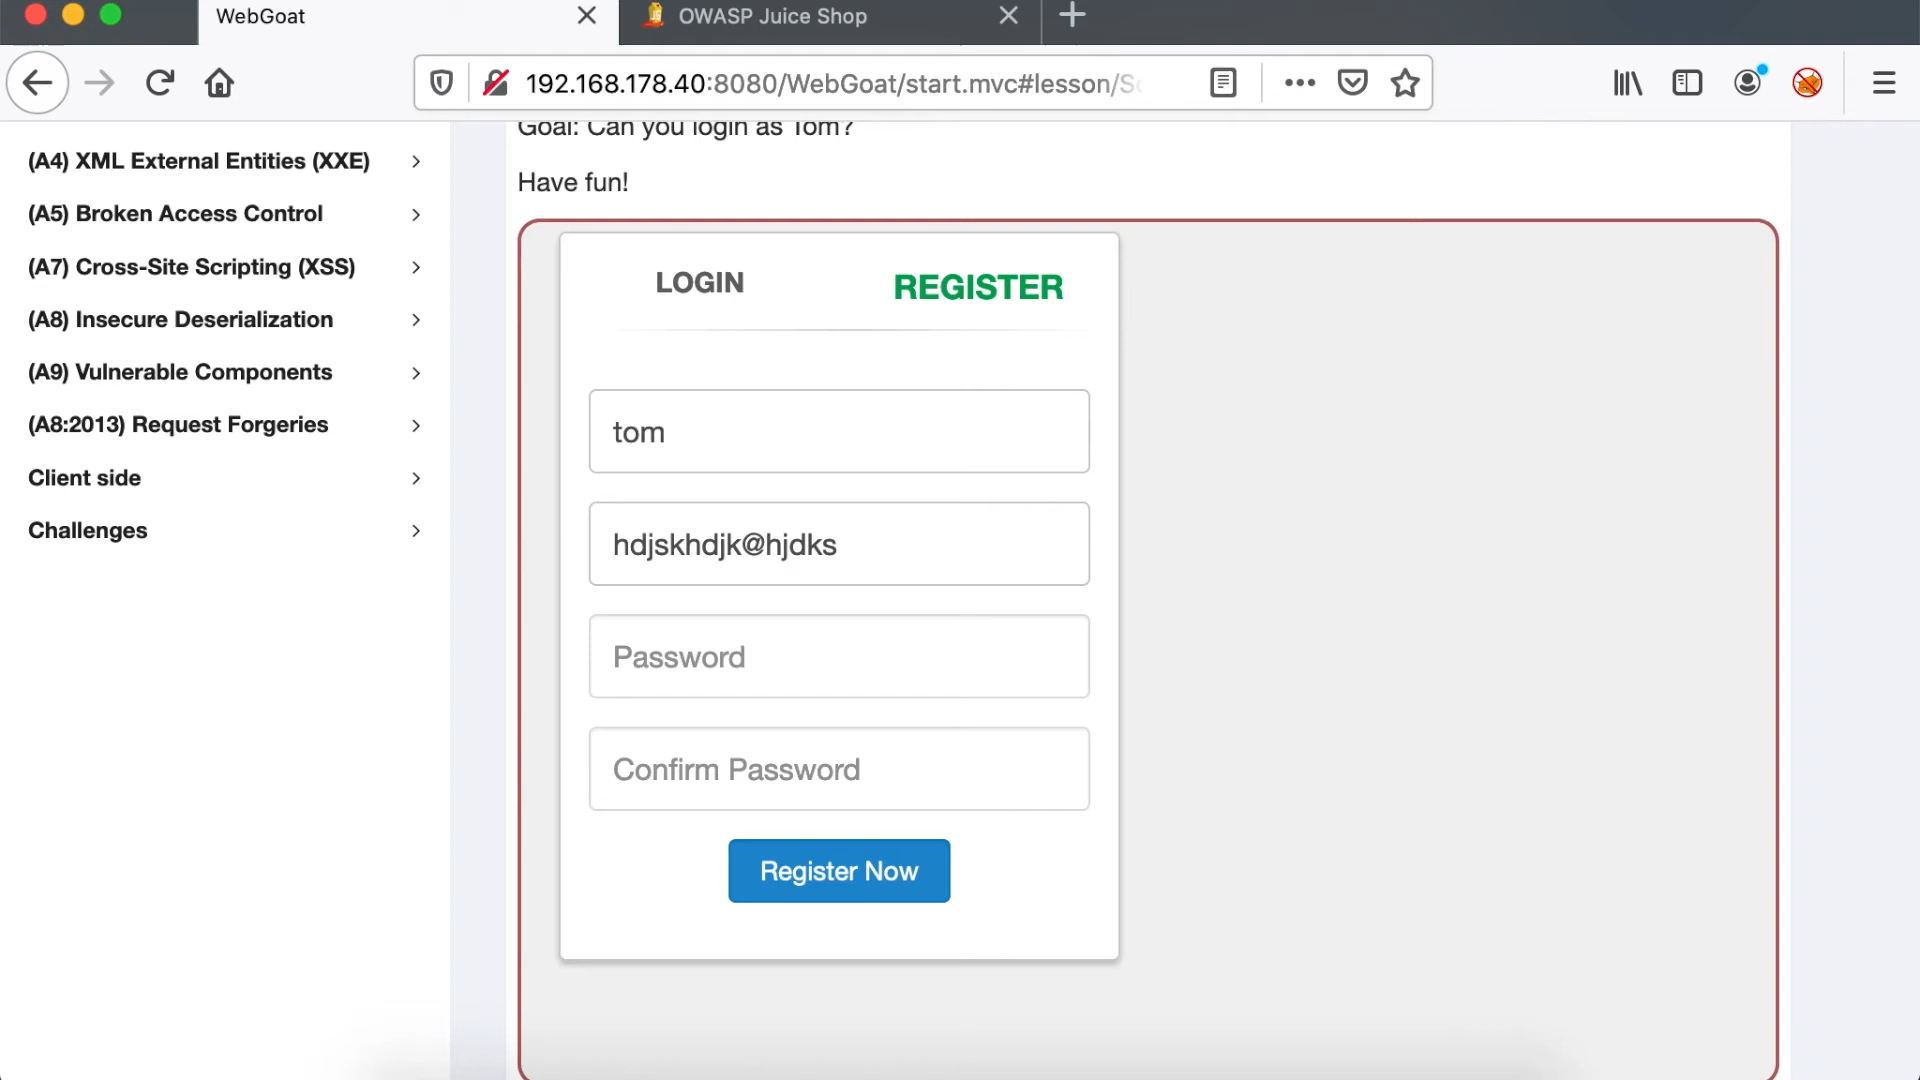 WebGoat
OWASP Juice Shop
192.168.178.40:8080/WebGoat/start.mvc#lesson/S
Goal: Can you login as Tom?
(A4) XML External Entities (XXE)
Have fun!
(A5) Broken Access Control
(A7) Cross-Site Scripting (XSS)
LOGIN
REGISTER
(A8) Insecure Deserialization
(A9) Vulnerable Components
(A8:2013) Request Forgeries
tom
Client side
Challenges
hdjskhdjk@hjdks
Password
Confirm Password
Register Now